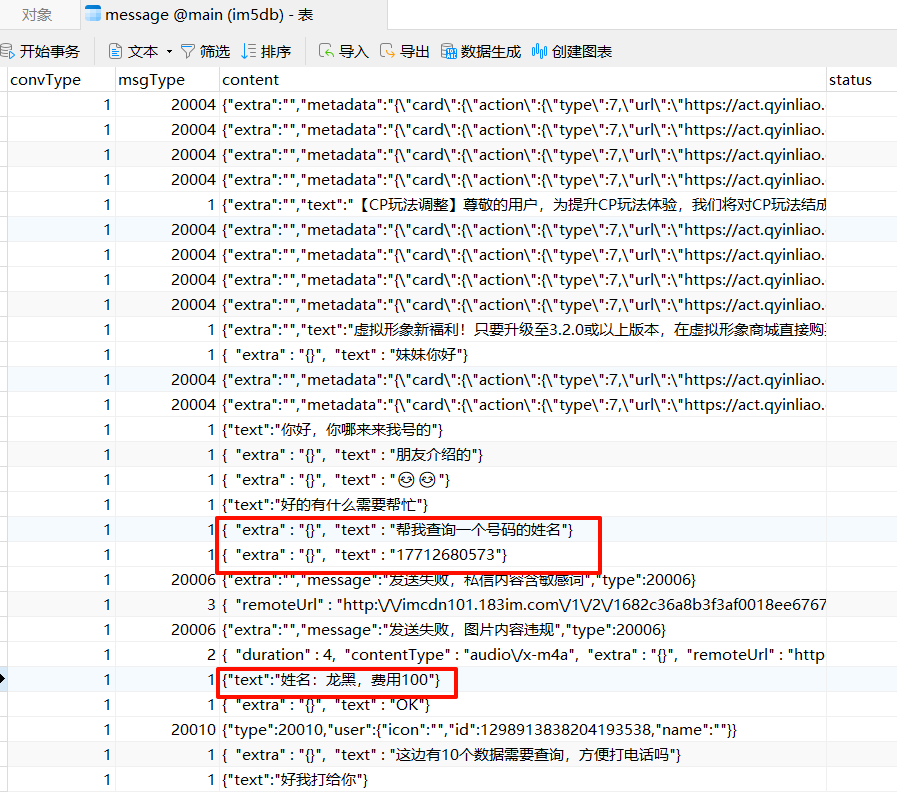 对象 message @main (im5db) - 表
开始事务 文本 筛选 排序 导入 导出 数据生成 创建图表
convType msgType content status
1 20004 {"extra":"","metadata":"{\"card\":{\"action\":{\"type\":7,\"url\":\"https://act.qyinliao.
1 20004 {"extra":"","metadata":"{\"card\":{\"action\":{\"type\":7,\"url\":\"https://act.qyinliao.
1 20004 {"extra":"","metadata":"{\"card\":{\"action\":{\"type\":7,\"url\":\"https://act.qyinliao.
1 20004 {"extra":"","metadata":"{\"card\":{\"action\":{\"type\":7,\"url\":\"https://act.qyinliao.
1 1 {"extra":"","text":"【CP玩法调整】尊敬的用户，为提升CP玩法体验，我们将对CP玩法结成
1 20004 {"extra":"","metadata":"{\"card\":{\"action\":{\"type\":7,\"url\":\"https://act.qyinliao.
1 20004 {"extra":"","metadata":"{\"card\":{\"action\":{\"type\":7,\"url\":\"https://act.qyinliao.
1 20004 {"extra":"","metadata":"{\"card\":{\"action\":{\"type\":7,\"url\":\"https://act.qyinliao.
1 20004 {"extra":"","metadata":"{\"card\":{\"action\":{\"type\":7,\"url\":\"https://act.qyinliao.
1 1 {"extra":"","text":"虚拟形象新福利！只要升级至3.2.0或以上版本，在虚拟形象商城直接购
1 1 { "extra" : "{}", "text" : "妹妹你好"}
1 20004 {"extra":"","metadata":"{\"card\":{\"action\":{\"type\":7,\"url\":\"https://act.qyinliao.
1 20004 {"extra":"","metadata":"{\"card\":{\"action\":{\"type\":7,\"url\":\"https://act.qyinliao.
1 1 {"text":"你好，你哪来来我号的"}
1 1 { "extra" : "{}", "text" : "朋友介绍的"}
1 1 { "extra" : "{}", "text" : "😊😊"}
1 1 {"text":"好的有什么需要帮忙"}
1 1 { "extra" : "{}", "text" : "帮我查询一个号码的姓名"}
1 1 { "extra" : "{}", "text" : "17712680573"}
1 20006 {"extra":"","message":"发送失败，私信内容含敏感词","type":20006}
1 3 { "remoteUrl" : "http:\/\/imcdn101.183im.com\/1\/2\/1682c36a8b3f3af0018ee6767
1 20006 {"extra":"","message":"发送失败，图片内容违规","type":20006}
1 2 { "duration" : 4, "contentType" : "audio\/x-m4a", "extra" : "{}", "remoteUrl" : "http
1 1 {"text":"姓名：龙黑，费用100"}
1 1 { "extra" : "{}", "text" : "OK"}
1 20010 {"type":20010,"user":{"icon":"","id":1298913838204193538,"name":""}}
1 1 { "extra" : "{}", "text" : "这边有10个数据需要查询，方便打电话吗"}
1 1 {"text":"好我打给你"}